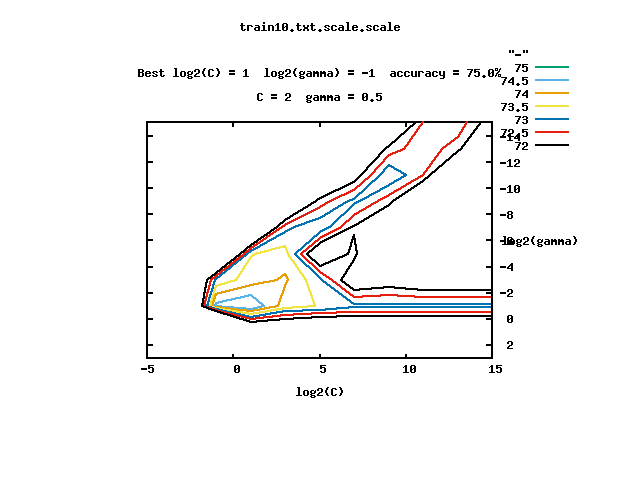 train10.txt.scale.scale
"-"
Best log2(C) = 1 log2(gamma) = -1 accuracy = 75.0%
C = 2 gamma = 0.5
75
74.5
74
73.5
73
72.5
72
-14
-12
-10
-8
-6
log2(gamma)
-4
-2
0
2
-5 0 5 10 15
log2(C)